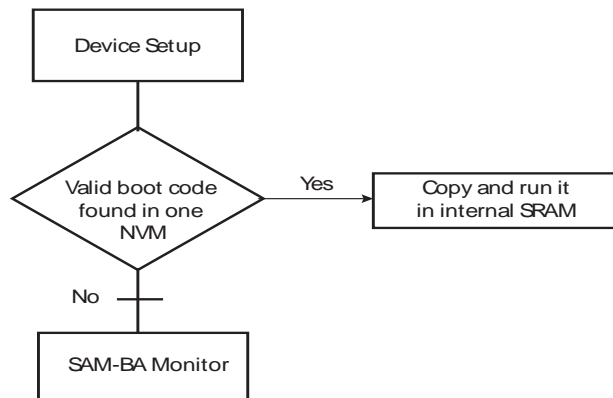 Device Setup
Valid boot code
found in one
NVM
Yes
Copy and run it
in internal SRAM
No
SAM-BA Monitor